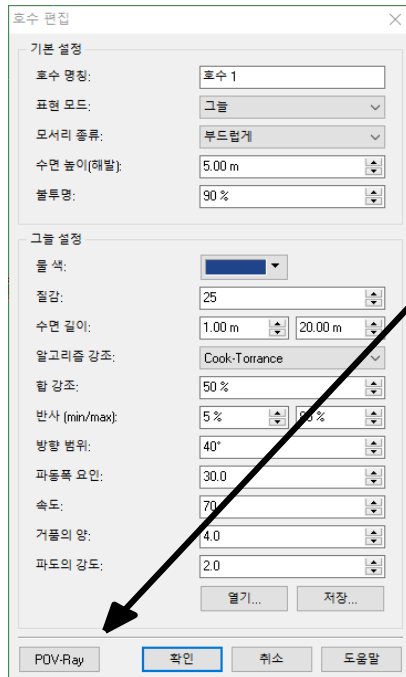 호수 편집
기본 설정
호수 명칭: 호수 1
표현 모드: 그늘
모서리 종류: 부드럽게
수면 높이(해발): 5.00 m
불투명: 90 %
그늘 설정
물 색:
질감: 25
수면 길이: 1.00 m 20.00 m
알고리즘 강조: Cook-Torrance
합 강조: 50 %
반사 (min/max): 5 %
방향 범위: 40°
파동폭 요인: 30.0
속도: 70
거품의 양: 4.0
파도의 강도: 2.0
열기... 저장...
POV-Ray 확인 취소 도움말